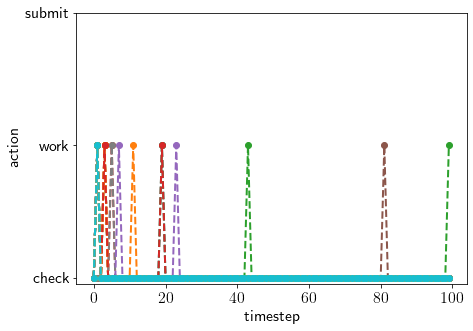 submit
work
check
action
0 20 40 60 80 100
timestep